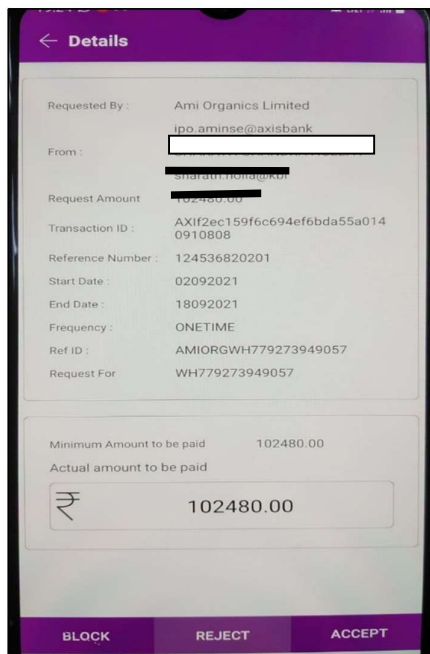 ← Details
Requested By : Ami Organics Limited
ipo.aminse@axisbank
From :
Request Amount 102480.00
Transaction ID : AXIf2ec159f6c694ef6bda55a014
0910808
Reference Number : 124536820201
Start Date : 02092021
End Date : 18092021
Frequency : ONETIME
Ref ID : AMIORGWH779273949057
Request For WH779273949057
Minimum Amount to be paid 102480.00
Actual amount to be paid
₹ 102480.00
BLOCK REJECT ACCEPT